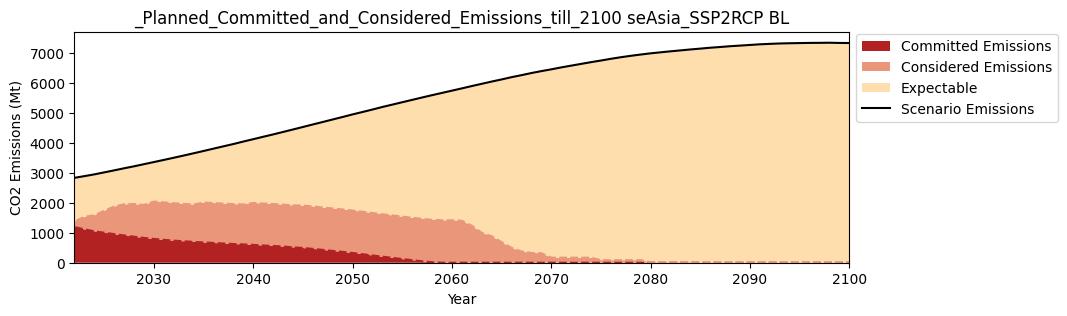 _Planned_Committed_and_Considered_Emissions_till_2100 seAsia_SSP2RCP BL
7000
6000
5000
4000
3000
2000
1000
0
CO2 Emissions (Mt)
2030 2040 2050 2060 2070 2080 2090 2100
Year
Committed Emissions
Considered Emissions
Expectable
Scenario Emissions